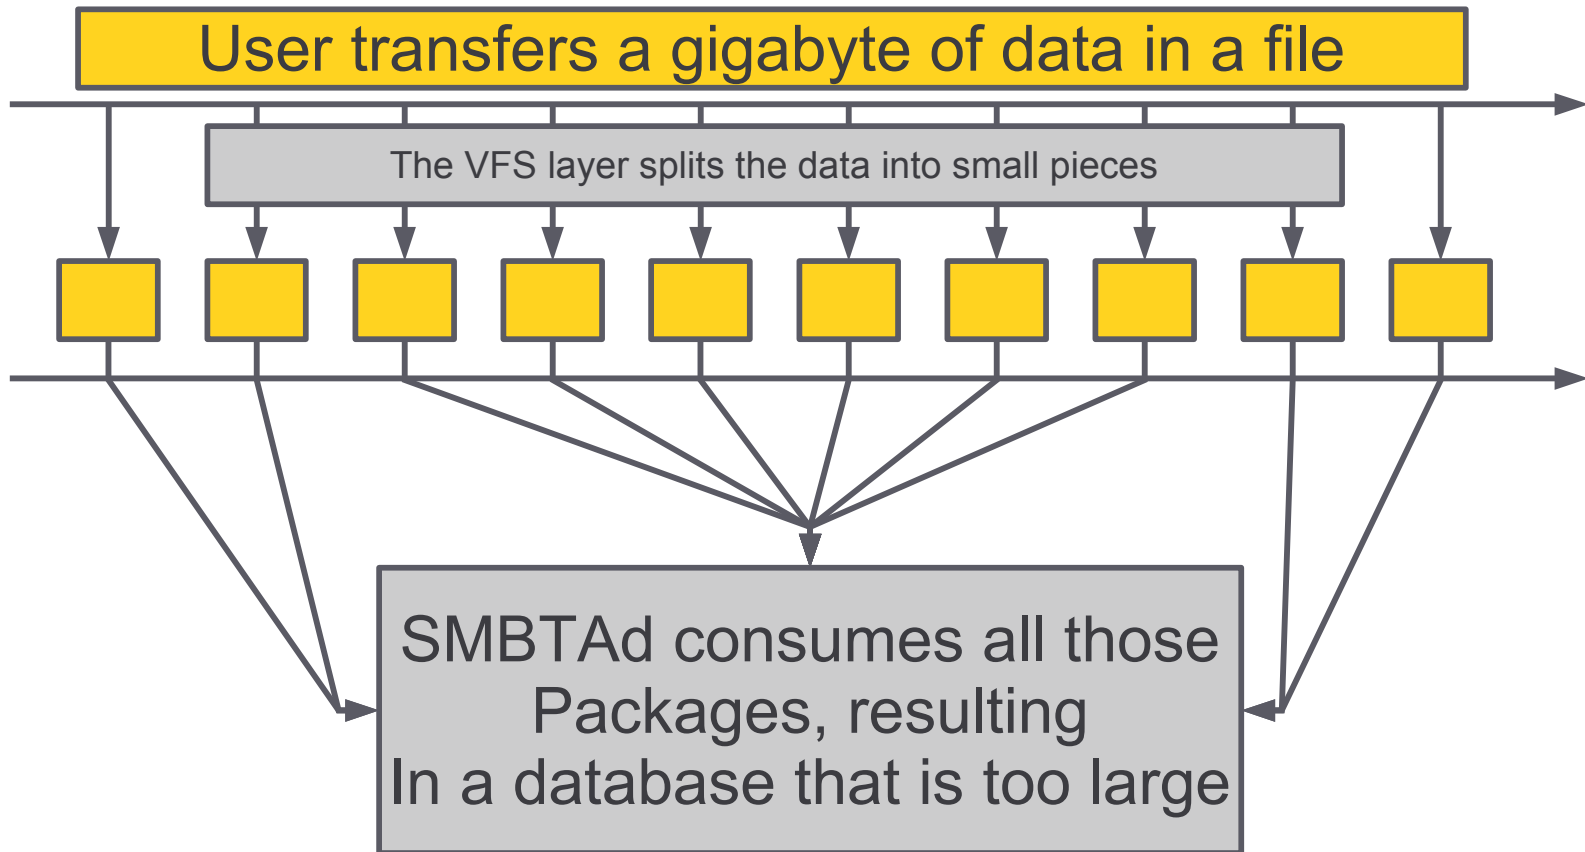 User transfers a gigabyte of data in a file
The VFS layer splits the data into small pieces
SMBTAd consumes all those
Packages, resulting
In a database that is too large